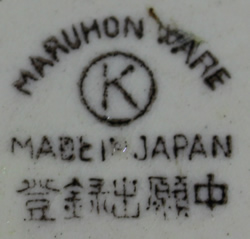 MARUHON WARE
K
MADE IN JAPAN
登録出願中